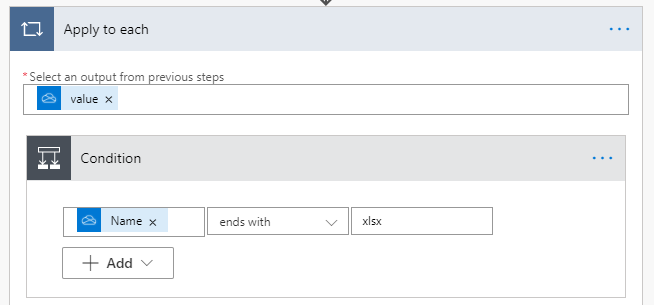 Apply to each
*Select an output from previous steps
value ×
Condition
Name × ends with xlsx
Add